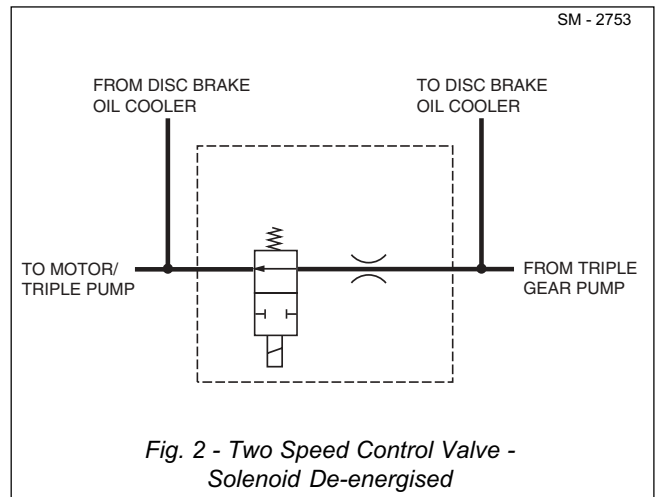 SM - 2753
FROM DISC BRAKE
OIL COOLER
TO DISC BRAKE
OIL COOLER
TO MOTOR/
TRIPLE PUMP
FROM TRIPLE
GEAR PUMP
Fig. 2 - Two Speed Control Valve -
Solenoid De-energised